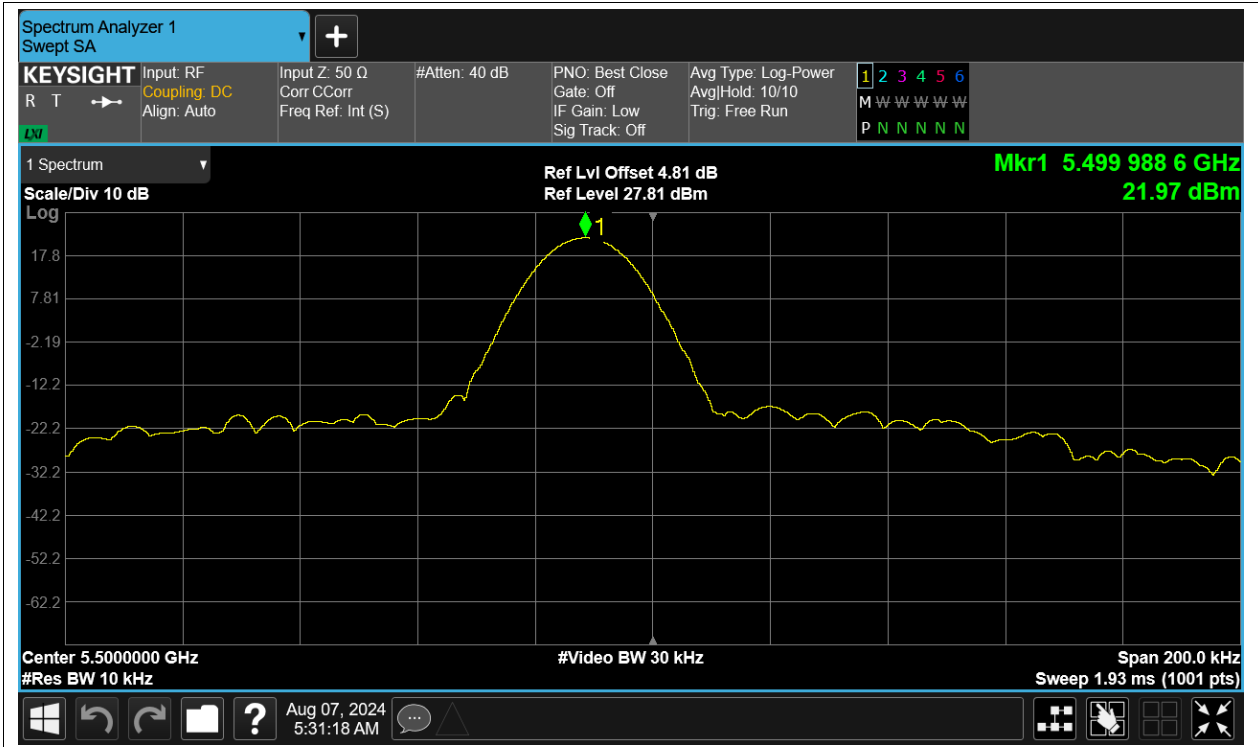 Spectrum Analyzer 1
Swept SA
KEYSIGHT
R T
LXI
Input: RF
Coupling: DC
Align: Auto
Input Z: 50 Ω
Corr CCorr
Freq Ref: Int (S)
#Atten: 40 dB
PNO: Best Close
Gate: Off
IF Gain: Low
Sig Track: Off
Avg Type: Log-Power
Avg|Hold: 10/10
Trig: Free Run
1 2 3 4 5 6
M W W W W W
P N N N N N
1 Spectrum
Scale/Div 10 dB
Log
Ref Lvl Offset 4.81 dB
Ref Level 27.81 dBm
Mkr1 5.499 988 6 GHz
21.97 dBm
1
17.8
7.81
-2.19
-12.2
-22.2
-32.2
-42.2
-52.2
-62.2
Center 5.5000000 GHz
#Res BW 10 kHz
#Video BW 30 kHz
Span 200.0 kHz
Sweep 1.93 ms (1001 pts)
?
Aug 07, 2024
5:31:18 AM